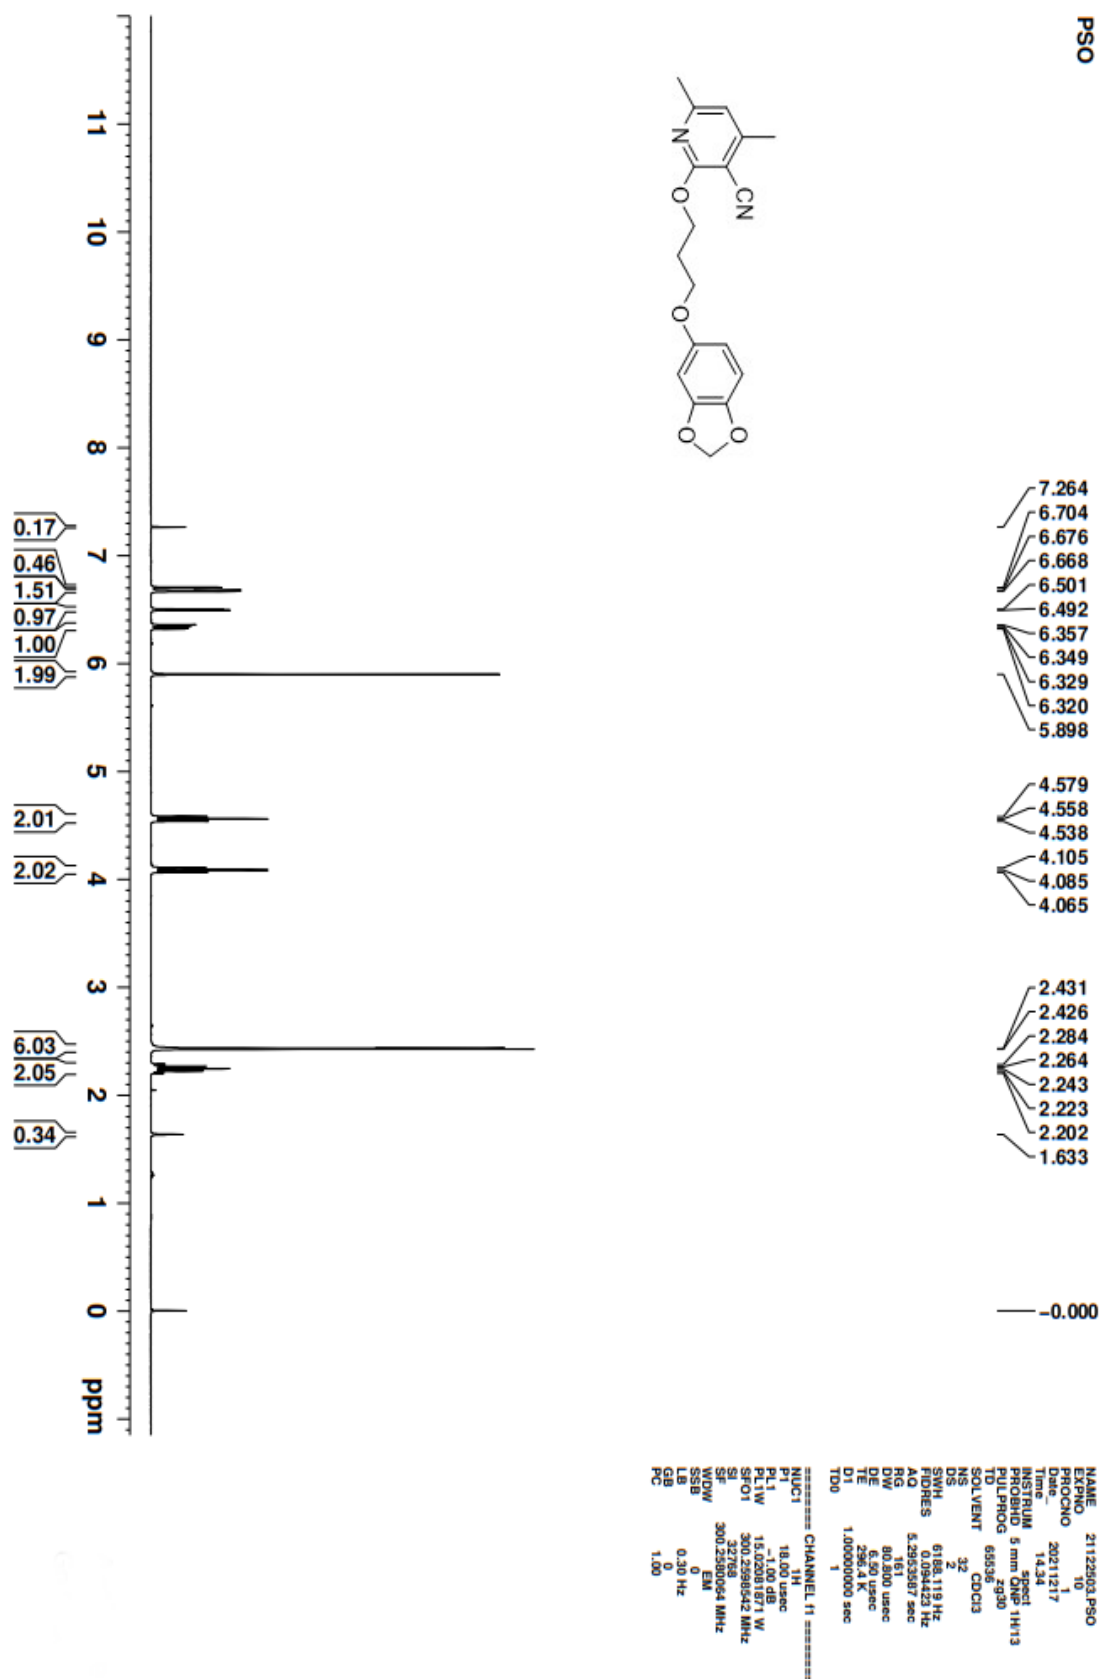 PSO
N
CN
O
O
O
O
7.264
6.704
6.676
6.668
6.501
6.492
6.357
6.349
6.329
6.320
5.898
4.579
4.558
4.538
4.105
4.085
4.065
2.431
2.426
2.284
2.264
2.243
2.223
2.202
1.633
-0.000
11 10 9 8 7 6 5 4 3 2 1 0 ppm
0.17
0.46
1.51
0.97
1.00
1.99
2.01
2.02
6.03
2.05
0.34
NAME 21122503.PSO
EXPNO 10
PROCNO 1
Date_ 20211217
Time 14.34
INSTRUM spect
PROBHD 5 mm QNP 1H/13
PULPROG zg30
TD 65536
SOLVENT CDCl3
NS 32
DS 2
SWH 6188.119 Hz
FIDRES 0.094423 Hz
AQ 5.2953587 sec
RG 161
DW 80.800 usec
DE 6.50 usec
TE 296.4 K
D1 1.00000000 sec
TD0 1
======== CHANNEL f1 ========
NUC1 1H
P1 18.00 usec
PL1 -1.00 dB
PL1W 15.02081871 W
SFO1 300.2598542 MHz
SI 32768
SF 300.2580064 MHz
WDW EM
SSB 0
LB 0.30 Hz
GB 0
PC 1.00